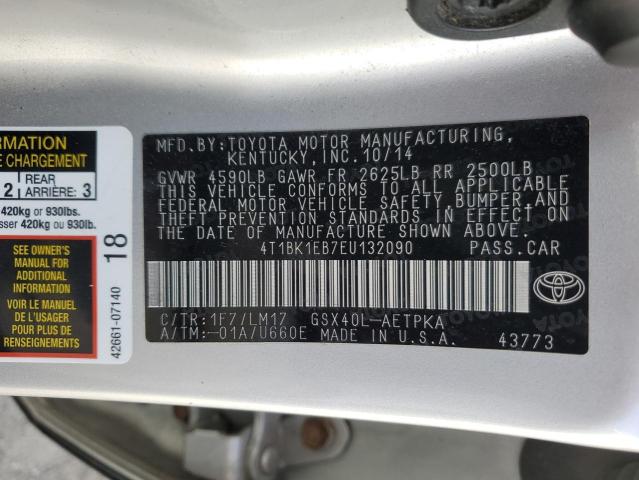 RMATION
E CHARGEMENT
2 REAR ARRIÈRE: 3
420kg or 930lbs.
sser 420 kg ou 930lb.
SEE OWNER'S
MANUAL FOR
ADDITIONAL
INFORMATION
VOIR LE MANUEL
DE L'USAGER
POUR PLUS DE
RENSEIGNEMENTS
42661-07140 18
MFD.BY:TOYOTA MOTOR MANUFACTURING,
KENTUCKY,INC.10/14
GVWR 4590LB GAWR FR 2625LB RR 2500LB
THIS VEHICLE CONFORMS TO ALL APPLICABLE
FEDERAL MOTOR VEHICLE SAFETY,BUMPER,AND
THEFT PREVENTION STANDARDS IN EFFECT ON
THE DATE OF MANUFACTURE SHOWN ABOVE.
4T1BK1EB7EU132090 PASS.CAR
C/TR:1F7/LM17 GSX40L-AETPKA
A/TM:-01A/U660E MADE IN U.S.A. 43773